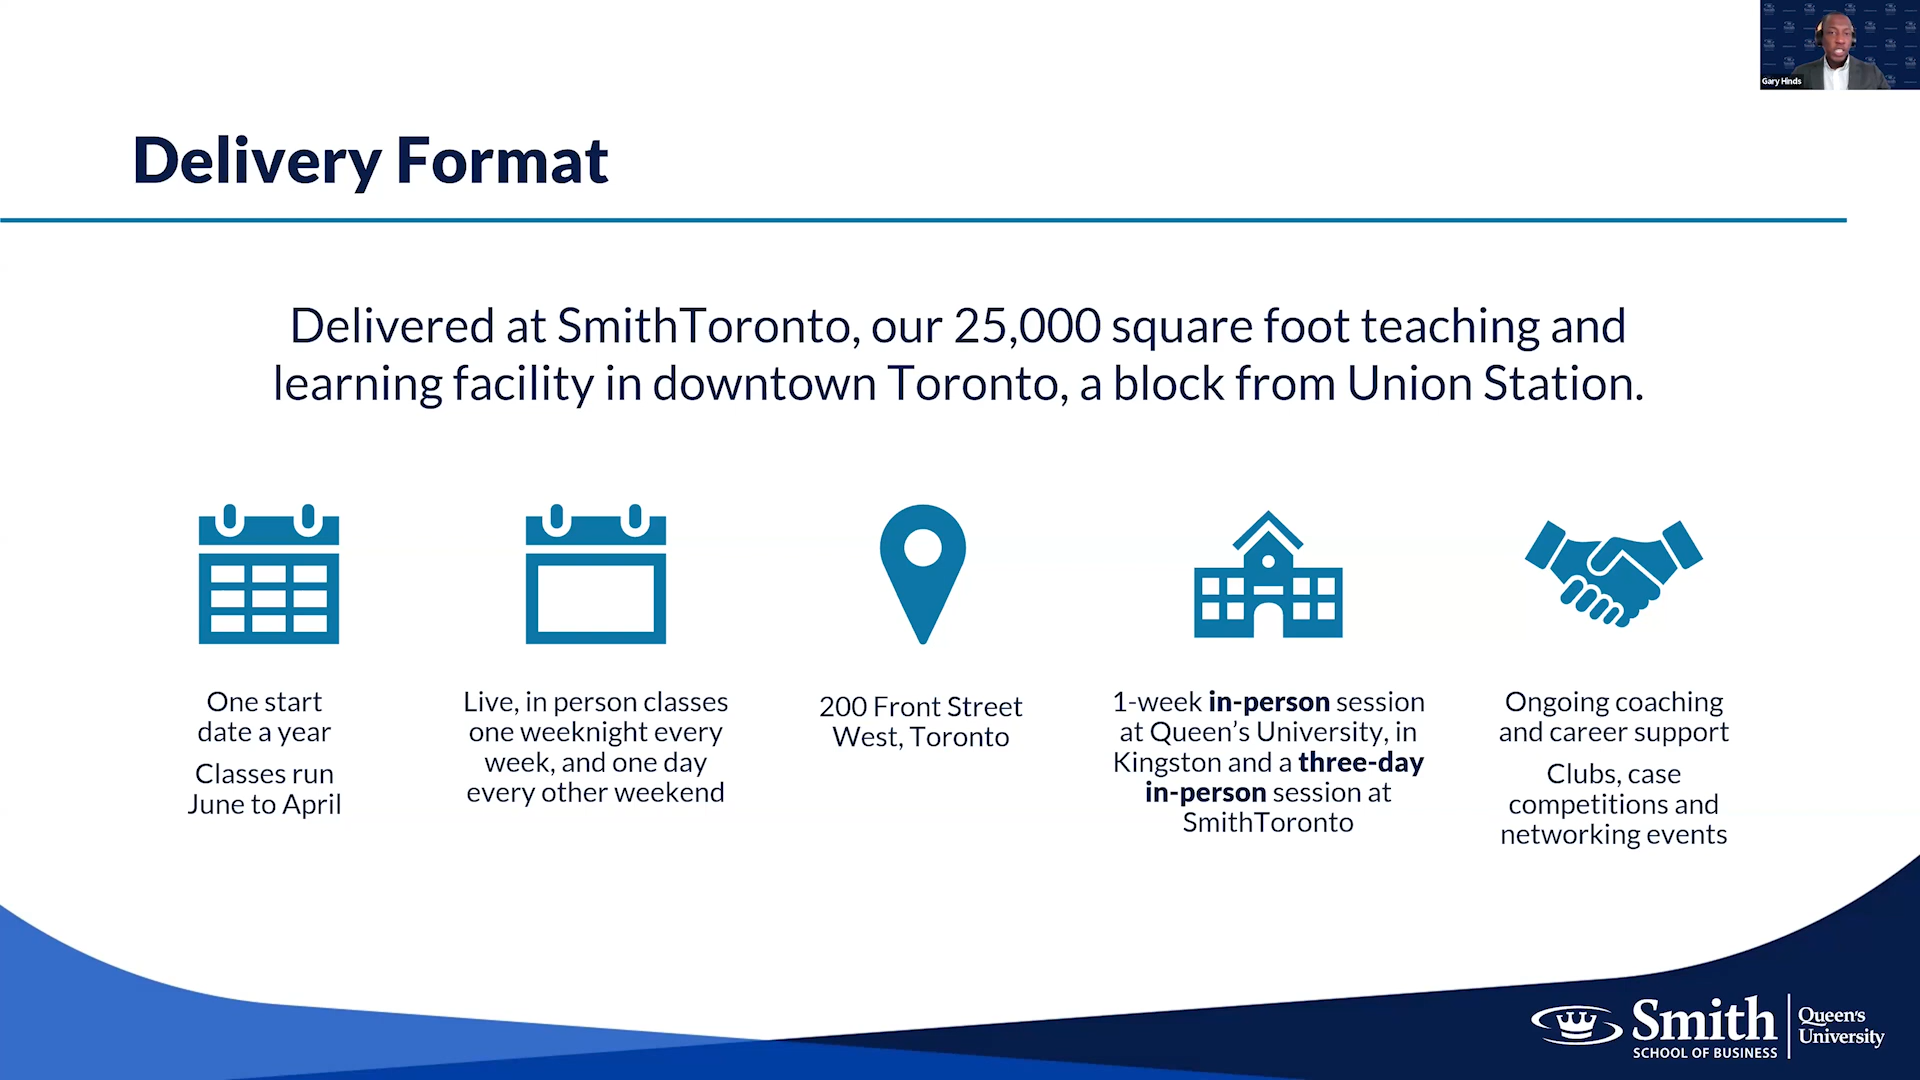 Gary Hinds
Delivery Format
Delivered at SmithToronto, our 25,000 square foot teaching and
learning facility in downtown Toronto, a block from Union Station.
One start
date a year
Classes run
June to April
Live, in person classes
one weeknight every
week, and one day
every other weekend
200 Front Street
West, Toronto
1-week in-person session
at Queen's University, in
Kingston and a three-day
in-person session at
SmithToronto
Ongoing coaching
and career support
Clubs, case
competitions and
networking events
Smith
SCHOOL OF BUSINESS
Queen's
University